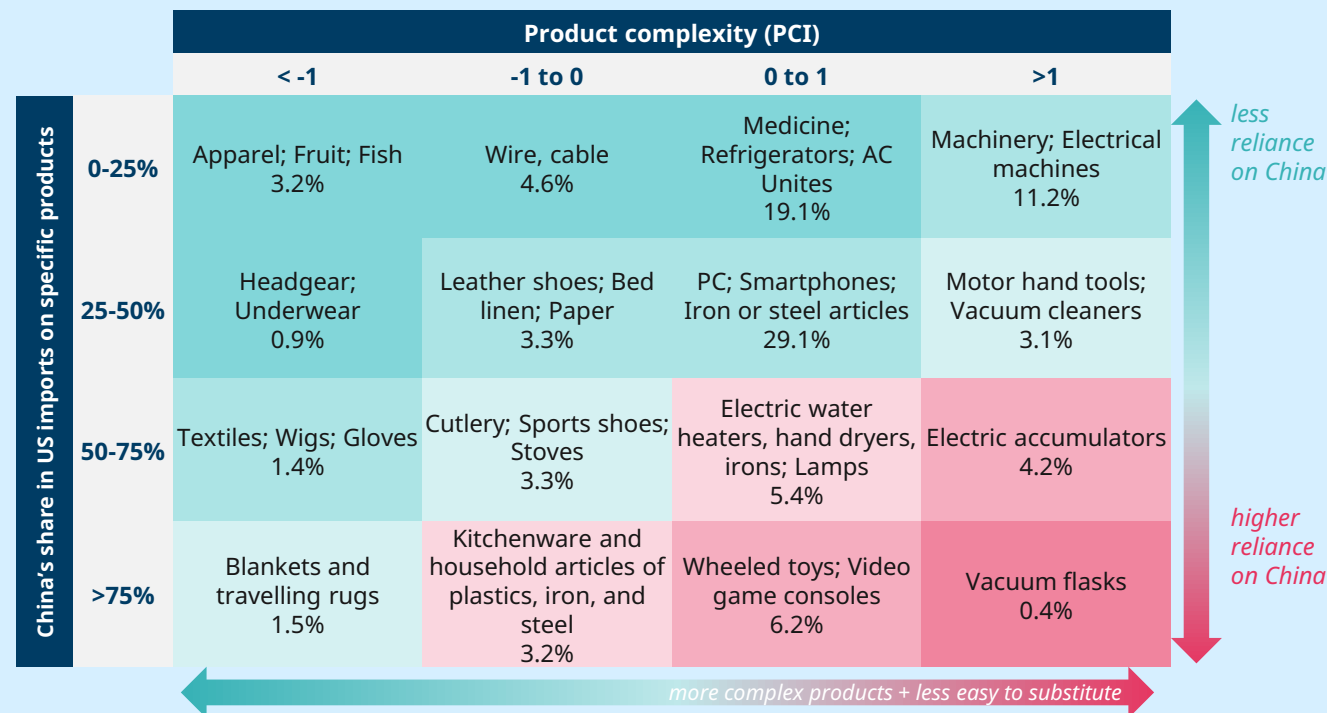 Product complexity (PCI)
< -1
-1 to 0
0 to 1
>1
China’s share in US imports on specific products
0-25%
Apparel; Fruit; Fish
3.2%
Wire, cable
4.6%
Medicine;
Refrigerators; AC
Unites
19.1%
Machinery; Electrical
machines
11.2%
less
reliance
on China
25-50%
Headgear;
Underwear
0.9%
Leather shoes; Bed
linen; Paper
3.3%
PC; Smartphones;
Iron or steel articles
29.1%
Motor hand tools;
Vacuum cleaners
3.1%
50-75%
Textiles; Wigs; Gloves
1.4%
Cutlery; Sports shoes;
Stoves
3.3%
Electric water
heaters, hand dryers,
irons; Lamps
5.4%
Electric accumulators
4.2%
higher
reliance
on China
>75%
Blankets and
travelling rugs
1.5%
Kitchenware and
household articles of
plastics, iron, and
steel
3.2%
Wheeled toys; Video
game consoles
6.2%
Vacuum flasks
0.4%
more complex products + less easy to substitute